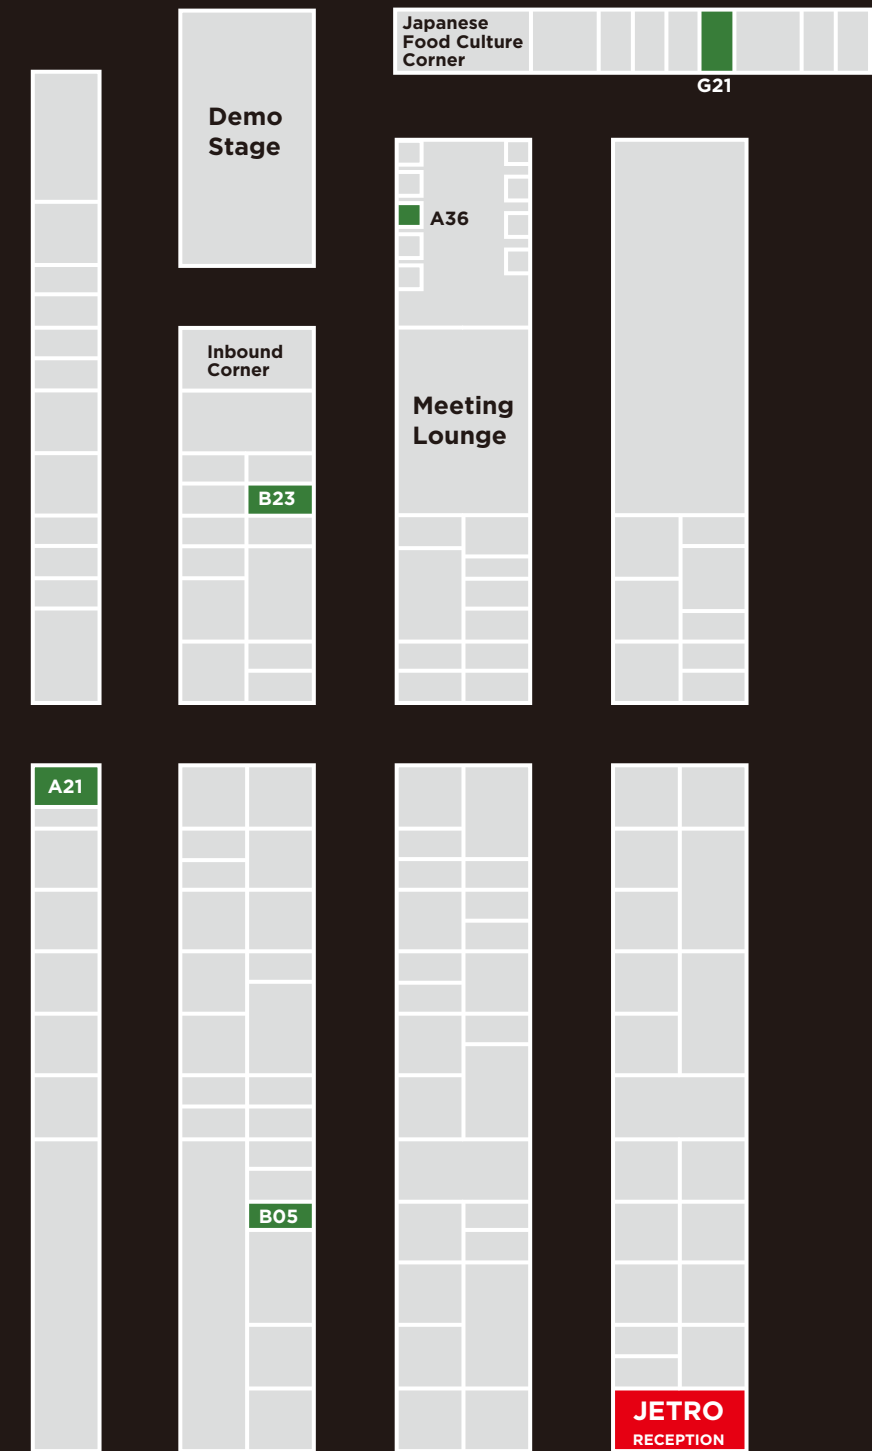 Japanese
Food Culture
Corner
G21
Demo
Stage
A36
Inbound
Corner
Meeting
Lounge
B23
A21
B05
JETRO
RECEPTION